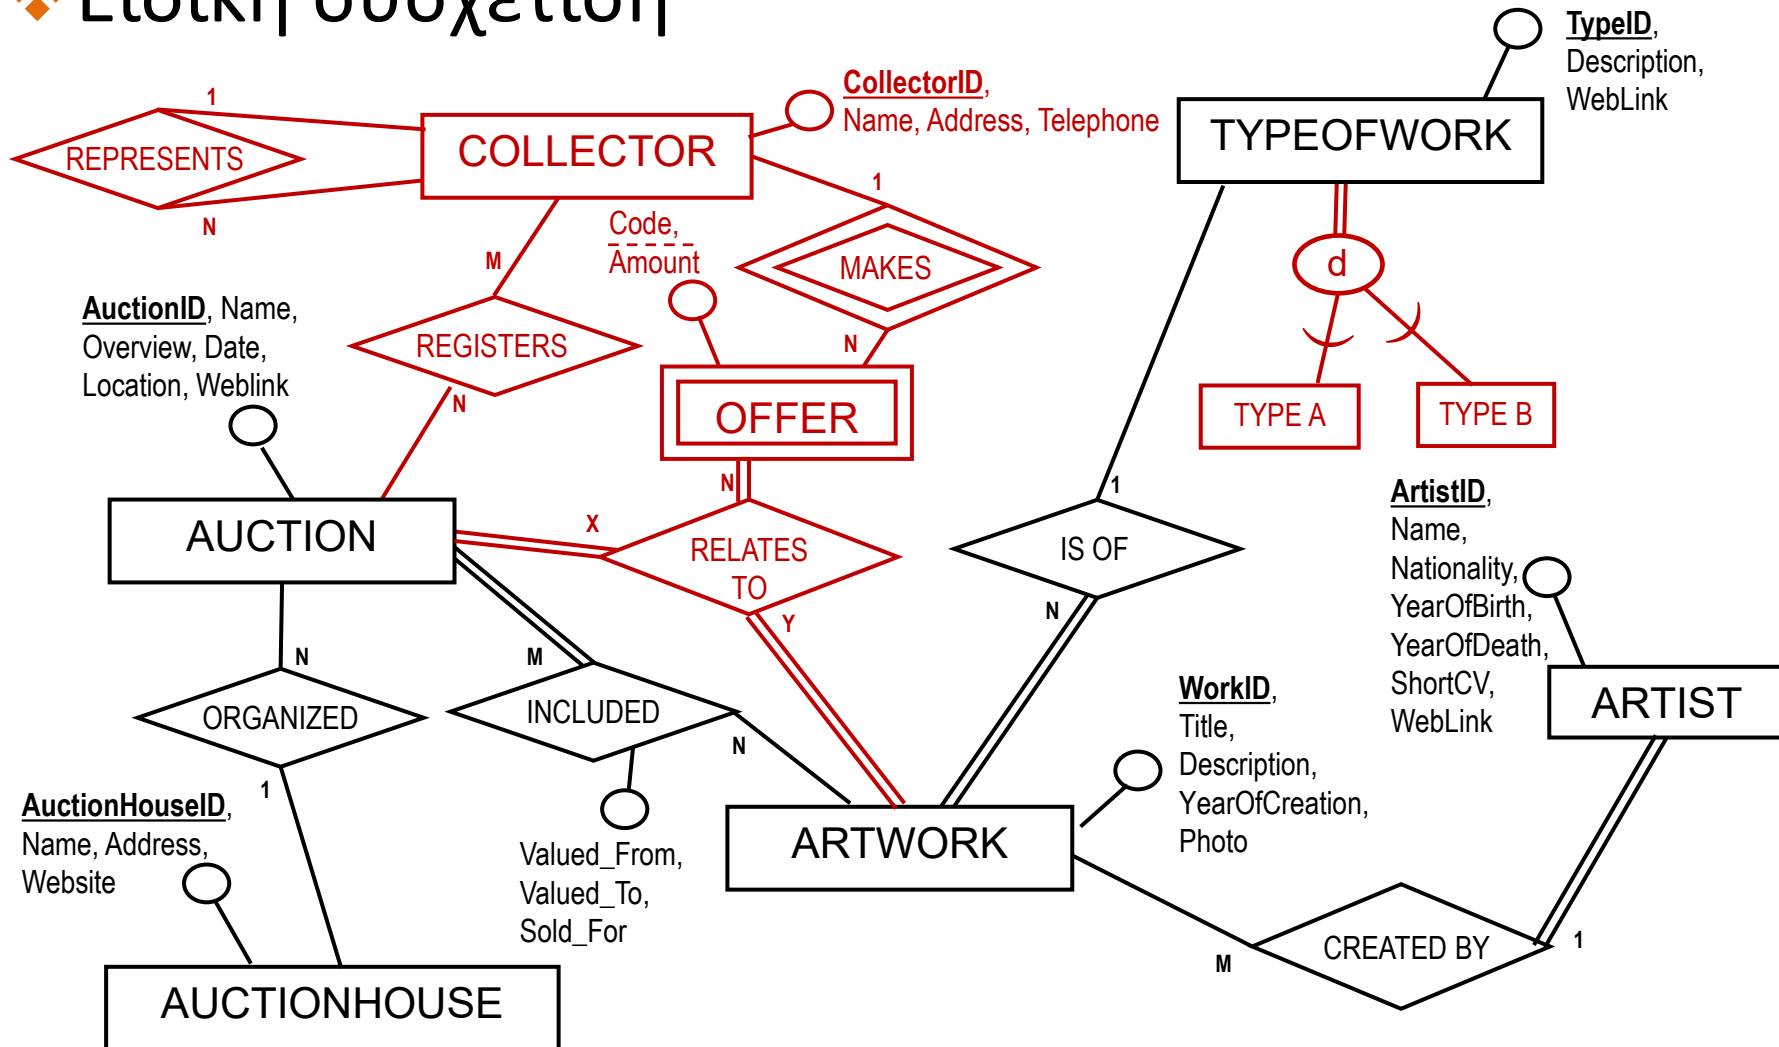 Ειδική συσχέτιση
TypeID,
Description,
WebLink
CollectorID,
Name, Address, Telephone
1
REPRESENTS
N
COLLECTOR
TYPEOFWORK
1
Code,
Amount
M
MAKES
d
AuctionID, Name,
Overview, Date,
Location, Weblink
REGISTERS
N
N
OFFER
TYPE A
TYPE B
N
1
ArtistID,
Name,
Nationality,
YearOfBirth,
YearOfDeath,
ShortCV,
WebLink
AUCTION
X
RELATES
TO
IS OF
Y
N
N
M
ORGANIZED
INCLUDED
N
WorkID,
Title,
Description,
YearOfCreation,
Photo
ARTIST
1
AuctionHouseID,
Name, Address,
Website
Valued_From,
Valued_To,
Sold_For
ARTWORK
M
CREATED BY
1
AUCTIONHOUSE